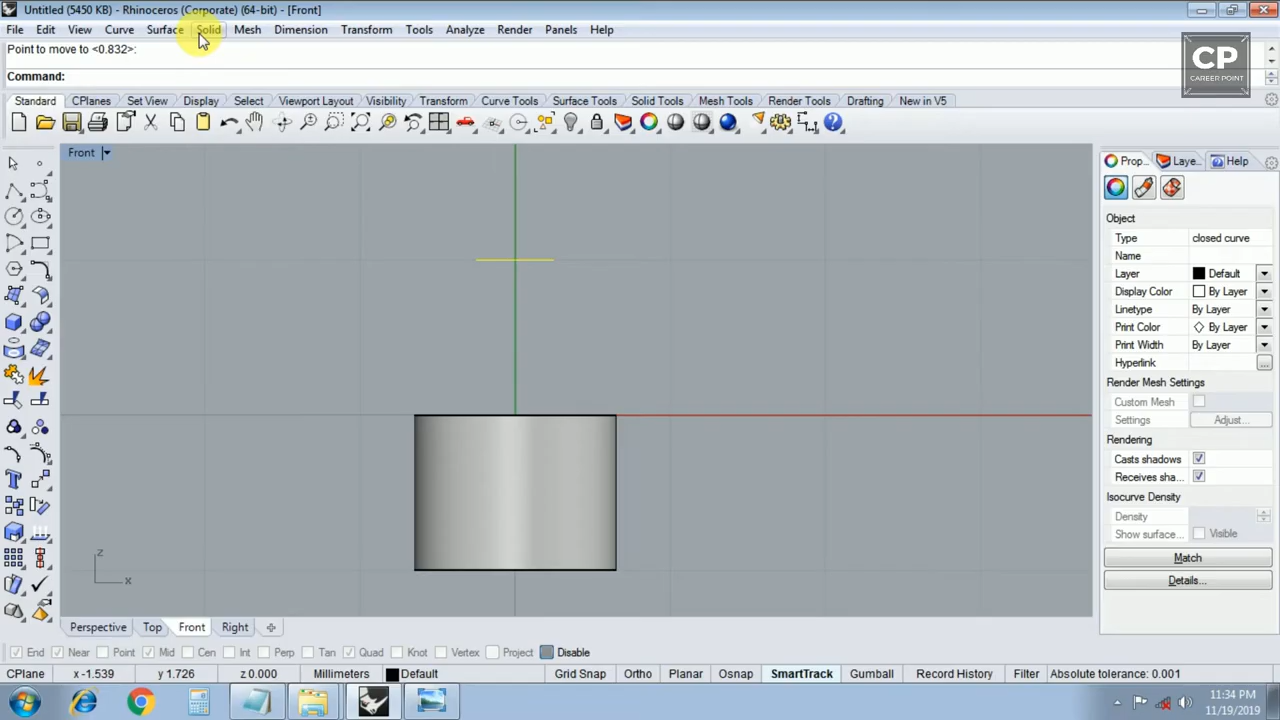 Untitled (5450 KB) - Rhinoceros (Corporate) (64-bit) - [Front]
File Edit View Curve Surface Solid Mesh Dimension Transform Tools Analyze Render Panels Help
Point to move to <0.832>:
Command:
CP
CAREER POINT
Standard CPlanes Set View Display Select Viewport Layout Visibility Transform Curve Tools Surface Tools Solid Tools Mesh Tools Render Tools Drafting New in V5
Front
Prop... Laye... Help
Object
Type closed curve
Name
Layer Default
Display Color By Layer
Linetype By Layer
Print Color By Layer
Print Width By Layer
Hyperlink ...
Render Mesh Settings
Custom Mesh
Settings Adjust...
Rendering
Casts shadows
Receives sha...
Isocurve Density
Density
Show surface... Visible
Match
Details...
z
x
Perspective Top Front Right
End Near Point Mid Cen Int Perp Tan Quad Knot Vertex Project Disable
CPlane x -1.539 y 1.726 z 0.000 Millimeters Default Grid Snap Ortho Planar Osnap SmartTrack Gumball Record History Filter Absolute tolerance: 0.001
11:34 PM
11/19/2019